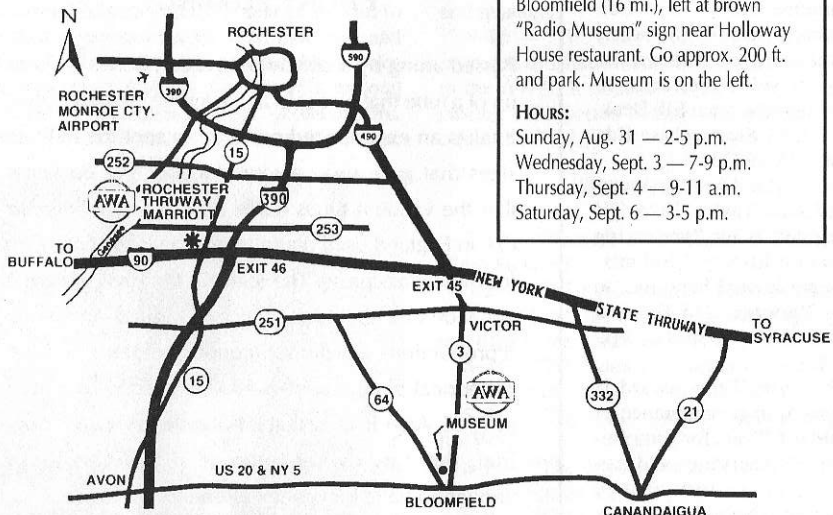 Bloomfield (16 mi.), left at brown
"Radio Museum" sign near Holloway
House restaurant. Go approx. 200 ft.
and park. Museum is on the left.
HOURS:
Sunday, Aug. 31 — 2-5 p.m.
Wednesday, Sept. 3 — 7-9 p.m.
Thursday, Sept. 4 — 9-11 a.m.
Saturday, Sept. 6 — 3-5 p.m.
N
ROCHESTER
590
390
ROCHESTER
MONROE CTY.
AIRPORT
490
15
252
390
AWA
ROCHESTER
THRUWAY
MARRIOTT
253
Genesee
TO
BUFFALO
90
EXIT 46
EXIT 45
NEW YORK
STATE THRUWAY
TO
SYRACUSE
251
VICTOR
3
15
64
AWA
332
21
MUSEUM
US 20 & NY 5
AVON
BLOOMFIELD
CANANDAIGUA